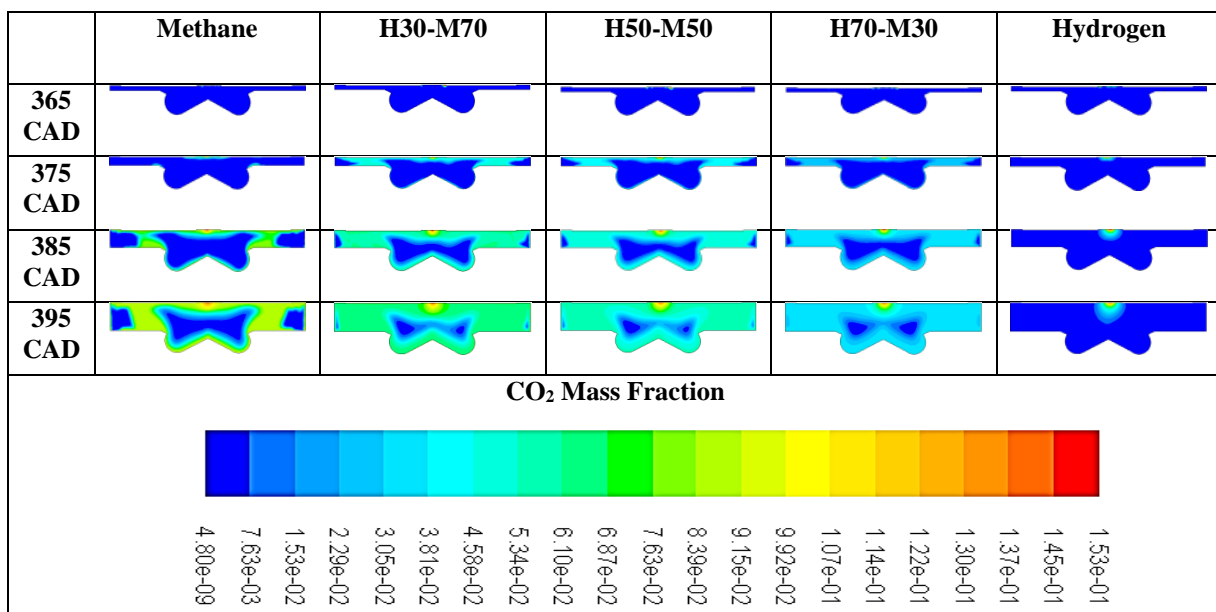 Methane H30-M70 H50-M50 H70-M30 Hydrogen
365
CAD
375
CAD
385
CAD
395
CAD
CO₂ Mass Fraction
4.80e-09
7.63e-03
1.53e-02
2.29e-02
3.05e-02
3.81e-02
4.58e-02
5.34e-02
6.10e-02
6.87e-02
7.63e-02
8.39e-02
9.15e-02
9.92e-02
1.07e-01
1.14e-01
1.22e-01
1.30e-01
1.37e-01
1.45e-01
1.53e-01